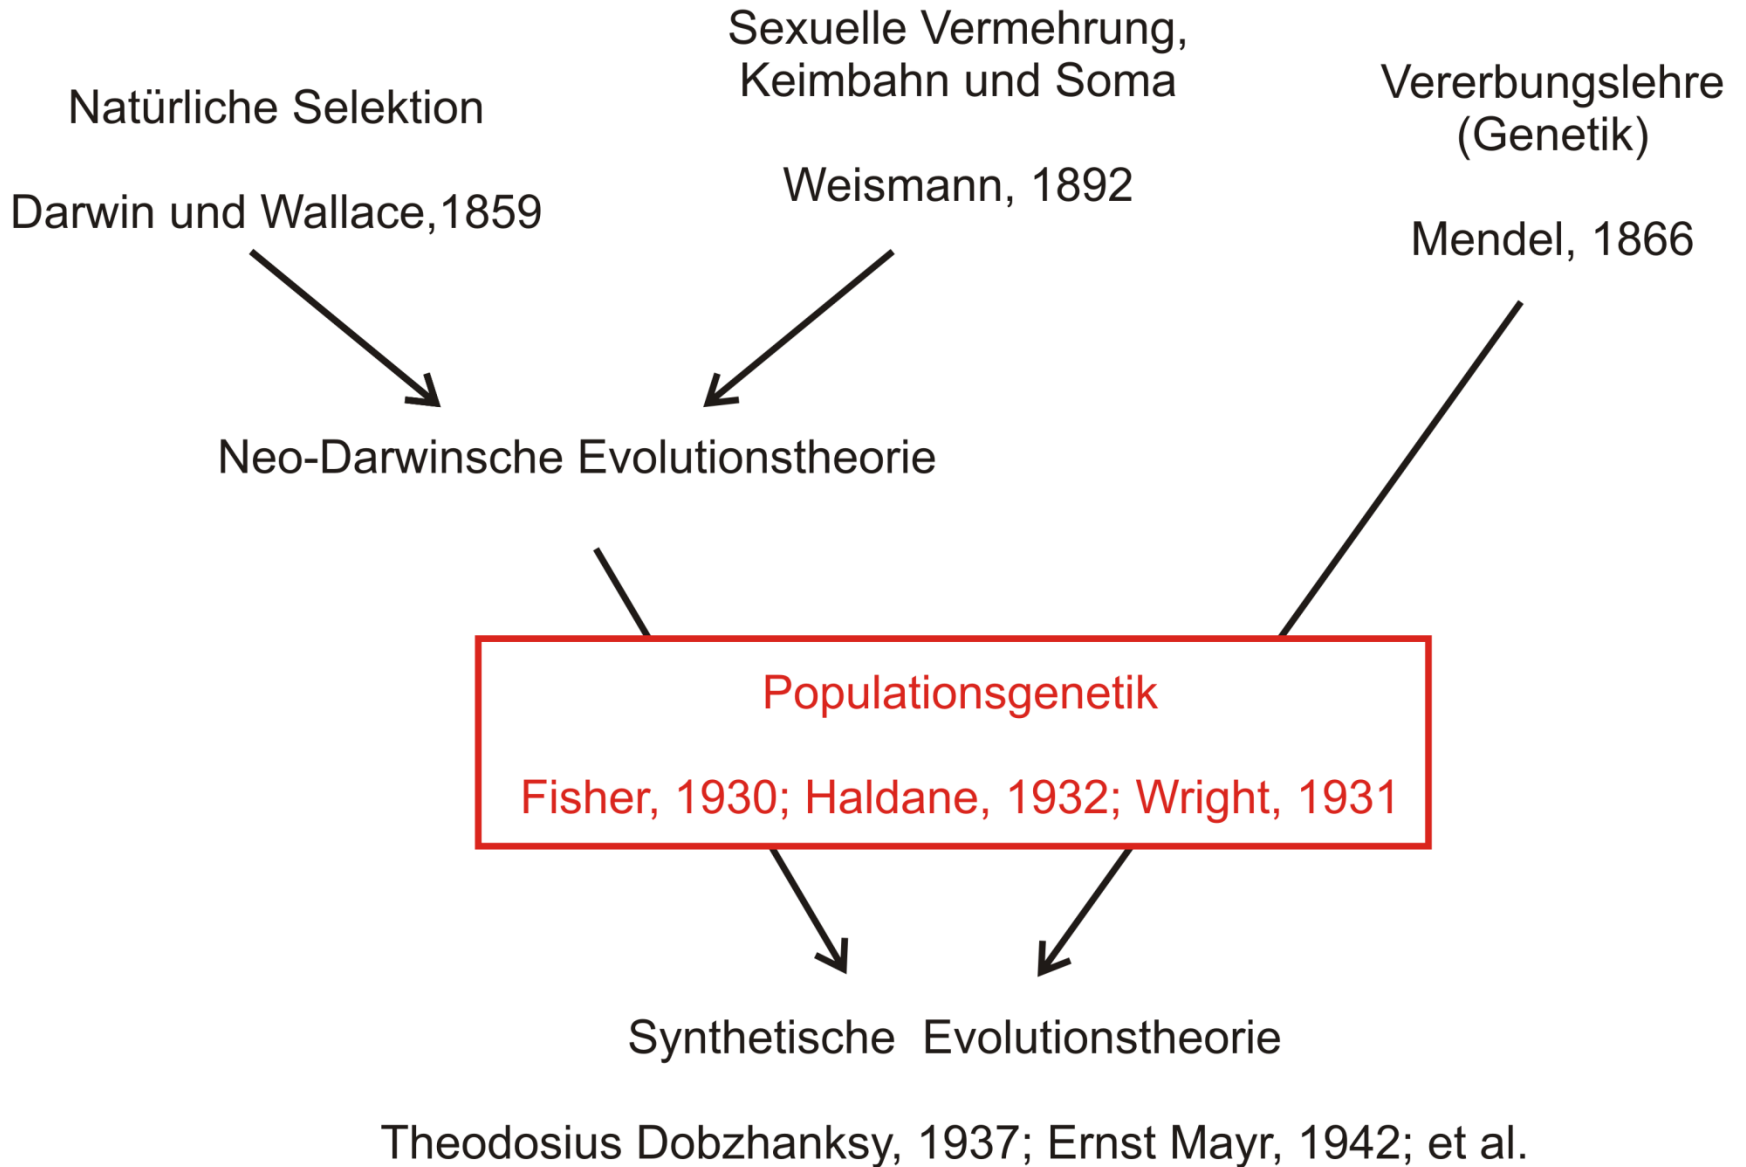 Natürliche Selektion
Darwin und Wallace,1859
Sexuelle Vermehrung,
Keimbahn und Soma
Weismann, 1892
Vererbungslehre
(Genetik)
Mendel, 1866
Neo-Darwinsche Evolutionstheorie
Populationsgenetik
Fisher, 1930; Haldane, 1932; Wright, 1931
Synthetische Evolutionstheorie
Theodosius Dobzhanksy, 1937; Ernst Mayr, 1942; et al.